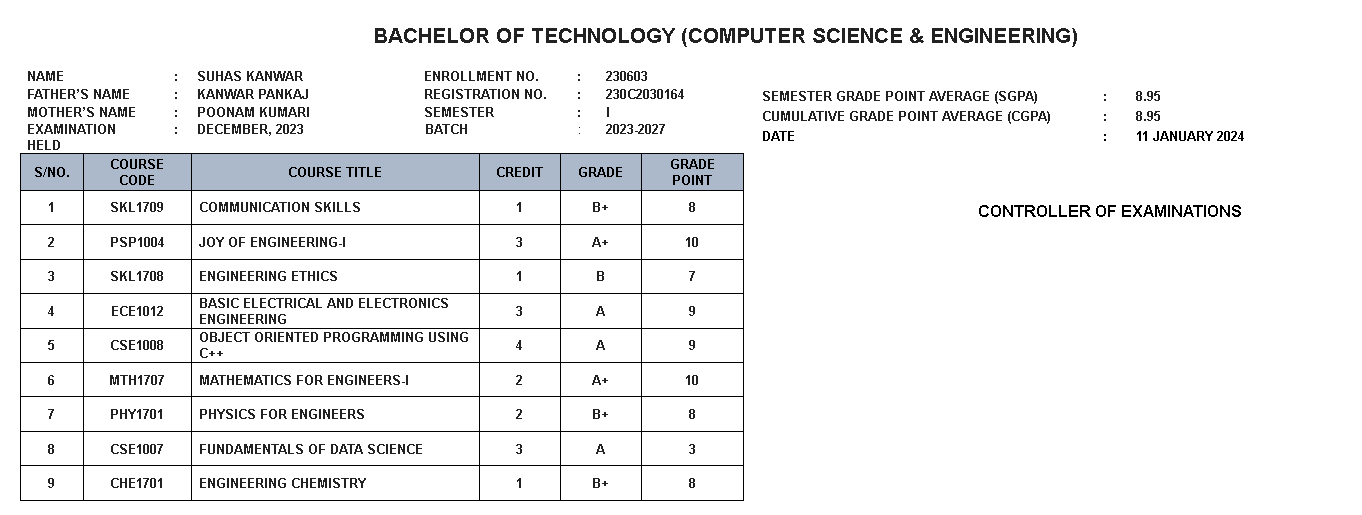 BACHELOR OF TECHNOLOGY (COMPUTER SCIENCE & ENGINEERING)
NAME : SUHAS KANWAR ENROLLMENT NO. : 230603
FATHER'S NAME : KANWAR PANKAJ REGISTRATION NO. : 230C2030164
MOTHER'S NAME : POONAM KUMARI SEMESTER : I
EXAMINATION HELD : DECEMBER, 2023 BATCH : 2023-2027
SEMESTER GRADE POINT AVERAGE (SGPA) : 8.95
CUMULATIVE GRADE POINT AVERAGE (CGPA) : 8.95
DATE : 11 JANUARY 2024
CONTROLLER OF EXAMINATIONS
S/NO. COURSE CODE COURSE TITLE CREDIT GRADE GRADE POINT
1 SKL1709 COMMUNICATION SKILLS 1 B+ 8
2 PSP1004 JOY OF ENGINEERING-I 3 A+ 10
3 SKL1708 ENGINEERING ETHICS 1 B 7
4 ECE1012 BASIC ELECTRICAL AND ELECTRONICS ENGINEERING 3 A 9
5 CSE1008 OBJECT ORIENTED PROGRAMMING USING C++ 4 A 9
6 MTH1707 MATHEMATICS FOR ENGINEERS-I 2 A+ 10
7 PHY1701 PHYSICS FOR ENGINEERS 2 B+ 8
8 CSE1007 FUNDAMENTALS OF DATA SCIENCE 3 A 3
9 CHE1701 ENGINEERING CHEMISTRY 1 B+ 8